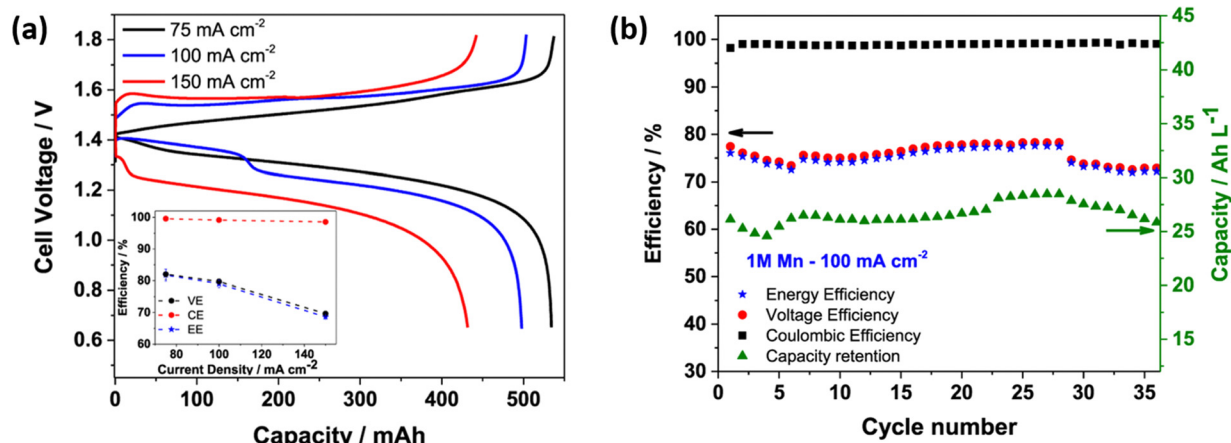 (a)
75 mA cm-2
100 mA cm-2
150 mA cm-2
Cell Voltage / V
1.8
1.6
1.4
1.2
1.0
0.8
0.6
0 100 200 300 400 500
Capacity / mAh
Efficiency / %
100
90
80
70
60
VE
CE
EE
80 100 120 140
Current Density / mA cm-2
(b)
Efficiency / %
100
90
80
70
60
50
40
30
1M Mn - 100 mA cm-2
Energy Efficiency
Voltage Efficiency
Coulombic Efficiency
Capacity retention
0 5 10 15 20 25 30 35
Cycle number
45
40
35
30
25
20
15
Capacity / Ah L-1